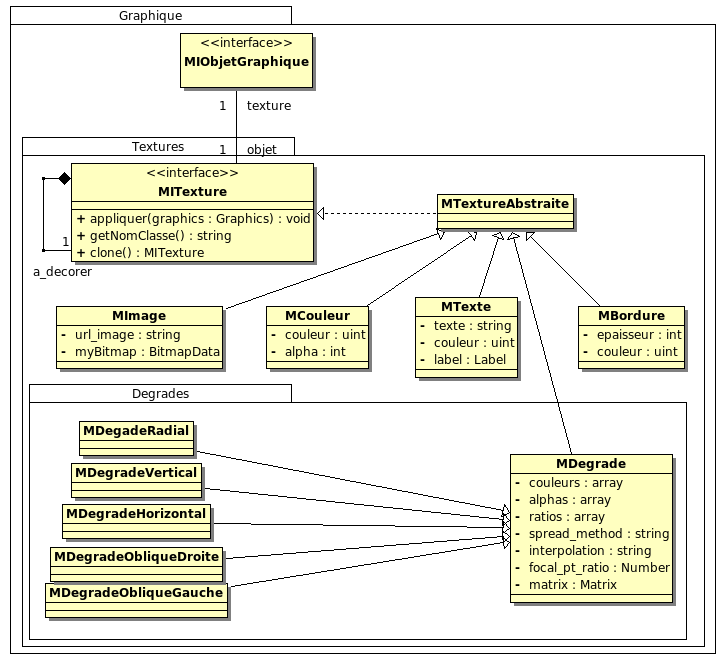 Graphique
<<interface>>
MIObjetGraphique
1 texture
Textures
1 objet
<<interface>>
MITexture
+ appliquer(graphics : Graphics) : void
+ getNomClasse() : string
+ clone() : MITexture
1
a_decorer
MTextureAbstraite
MImage
- url_image : string
- myBitmap : BitmapData
MCouleur
- couleur : uint
- alpha : int
MTexte
- texte : string
- couleur : uint
- label : Label
MBordure
- epaisseur : int
- couleur : uint
Degrades
MDegadeRadial
MDegradeVertical
MDegradeHorizontal
MDegradeObliqueDroite
MDegradeObliqueGauche
MDegrade
- couleurs : array
- alphas : array
- ratios : array
- spread_method : string
- interpolation : string
- focal_pt_ratio : Number
- matrix : Matrix